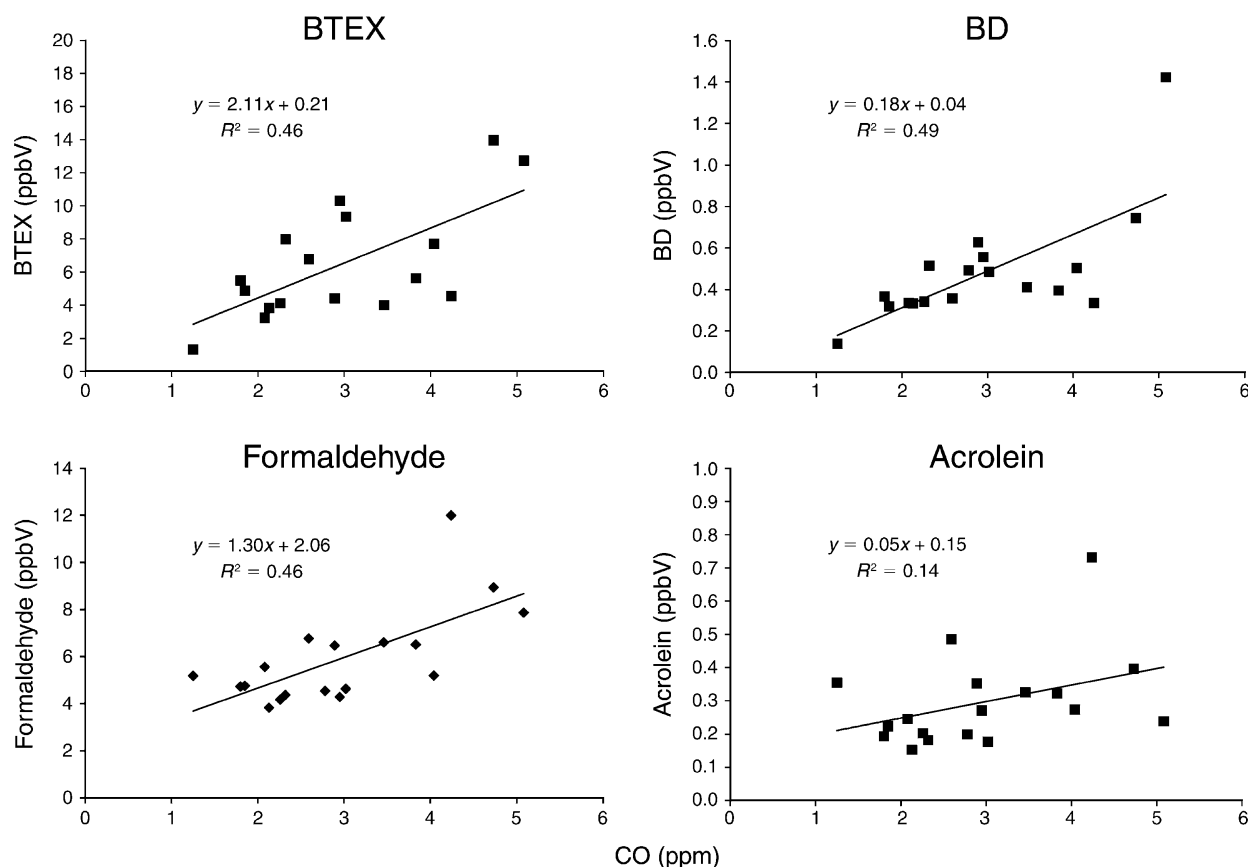 BTEX
20
18
16
14
12
10
8
6
4
2
0
BTEX (ppbV)
y = 2.11x + 0.21
R² = 0.46
0 1 2 3 4 5 6
BD
1.6
1.4
1.2
1.0
0.8
0.6
0.4
0.2
0.0
BD (ppbV)
y = 0.18x + 0.04
R² = 0.49
0 1 2 3 4 5 6
Formaldehyde
14
12
10
8
6
4
2
0
Formaldehyde (ppbV)
y = 1.30x + 2.06
R² = 0.46
0 1 2 3 4 5 6
Acrolein
1.0
0.9
0.8
0.7
0.6
0.5
0.4
0.3
0.2
0.1
0.0
Acrolein (ppbV)
y = 0.05x + 0.15
R² = 0.14
0 1 2 3 4 5 6
CO (ppm)